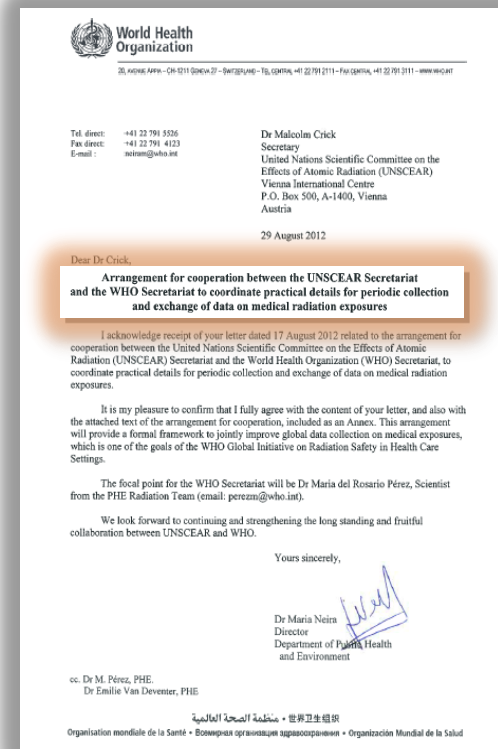 World Health
Organization
20, AVENUE APPIA – CH-1211 GENEVA 27 – SWITZERLAND – TEL CENTRAL +41 22 791 2111 – FAX CENTRAL +41 22 791 3111 – WWW.WHO.INT
Tel. direct: +41 22 791 5526
Fax direct: +41 22 791 4123
E-mail : neiram@who.int
Dr Malcolm Crick
Secretary
United Nations Scientific Committee on the
Effects of Atomic Radiation (UNSCEAR)
Vienna International Centre
P.O. Box 500, A-1400, Vienna
Austria
29 August 2012
Dear Dr Crick,
Arrangement for cooperation between the UNSCEAR Secretariat
and the WHO Secretariat to coordinate practical details for periodic collection
and exchange of data on medical radiation exposures
I acknowledge receipt of your letter dated 17 August 2012 related to the arrangement for
cooperation between the United Nations Scientific Committee on the Effects of Atomic
Radiation (UNSCEAR) Secretariat and the World Health Organization (WHO) Secretariat, to
coordinate practical details for periodic collection and exchange of data on medical radiation
exposures.
It is my pleasure to confirm that I fully agree with the content of your letter, and also with
the attached text of the arrangement for cooperation, included as an Annex. This arrangement
will provide a formal framework to jointly improve global data collection on medical exposures,
which is one of the goals of the WHO Global Initiative on Radiation Safety in Health Care
Settings.
The focal point for the WHO Secretariat will be Dr Maria del Rosario Pérez, Scientist
from the PHE Radiation Team (email: perezm@who.int).
We look forward to continuing and strengthening the long standing and fruitful
collaboration between UNSCEAR and WHO.
Yours sincerely,
Dr Maria Neira
Director
Department of Public Health
and Environment
cc. Dr M. Pérez, PHE.
Dr Emilie Van Deventer, PHE
منظمة الصحة العالمية • 世界卫生组织
Organisation mondiale de la Santé • Всемирная организация здравоохранения • Organización Mundial de la Salud